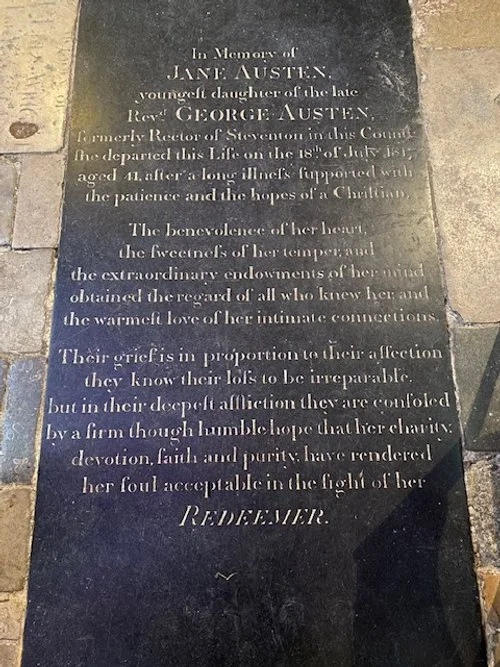 In Memory of
JANE AUSTEN,
youngeſt daughter of the late
Revd GEORGE AUSTEN,
formerly Rector of Steventon in this County
ſhe departed this Life on the 18th of July 1817,
aged 41, after a long illneſs ſupported with
the patience and the hopes of a Chriſtian.
The benevolence of her heart,
the ſweetneſs of her temper, and
the extraordinary endowments of her mind
obtained the regard of all who knew her, and
the warmeſt love of her intimate connections.
Their grief is in proportion to their affection
they know their loſs to be irreparable,
but in their deepeſt affliction they are conſoled
by a firm though humble hope that her charity,
devotion, faith and purity, have rendered
her ſoul acceptable in the ſight of her
REDEEMER.